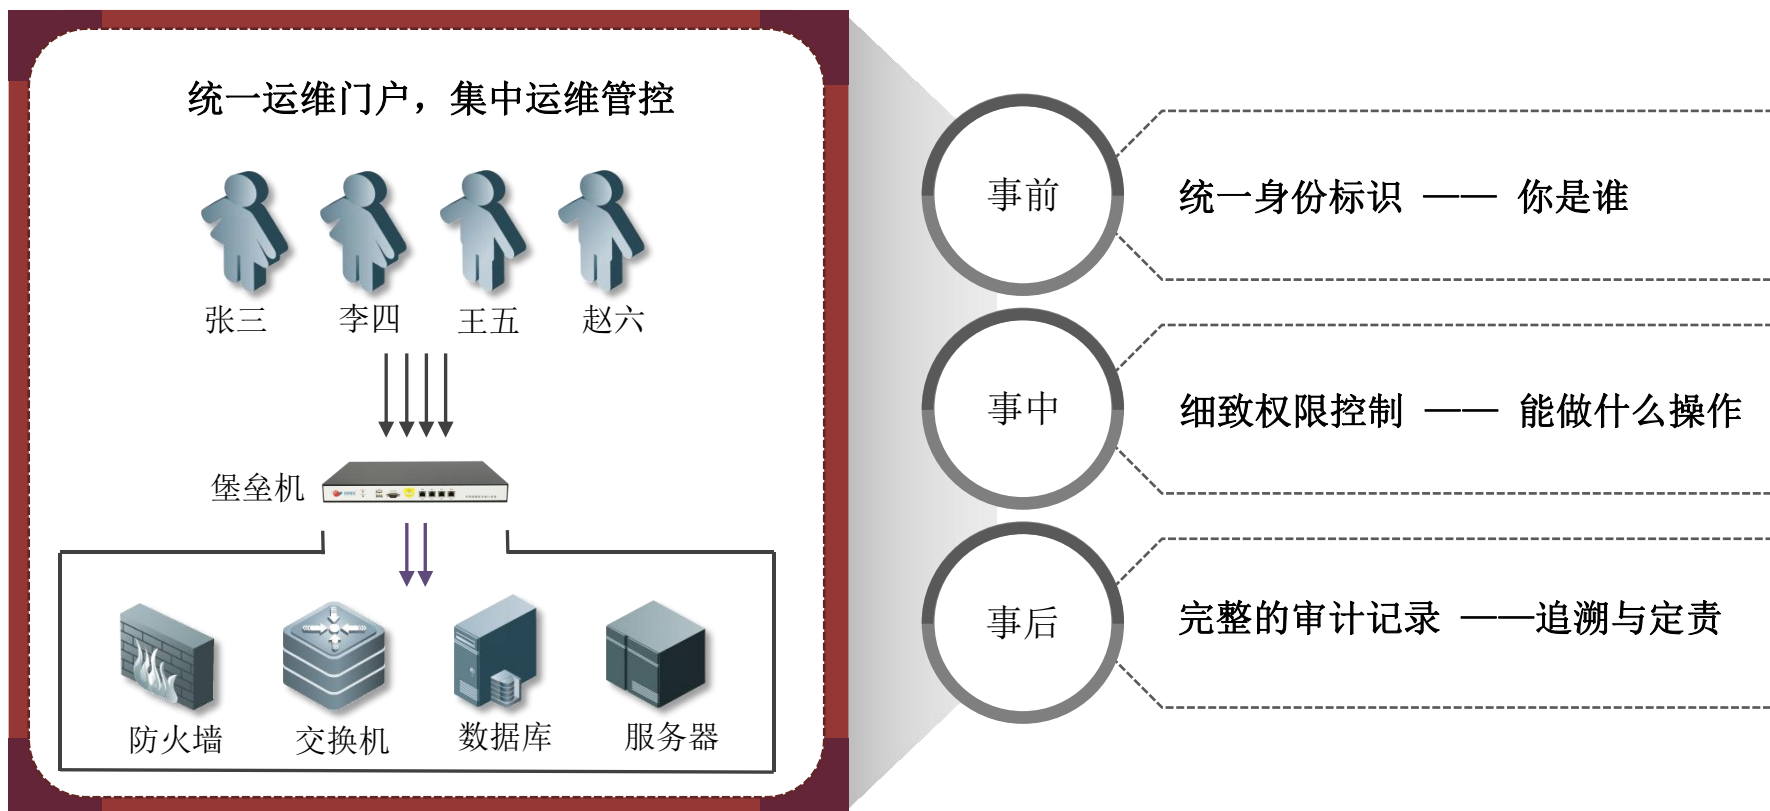 统一运维门户，集中运维管控
张三
李四
王五
赵六
堡垒机
防火墙
交换机
数据库
服务器
事前
统一身份标识 —— 你是谁
事中
细致权限控制 —— 能做什么操作
事后
完整的审计记录 ——追溯与定责